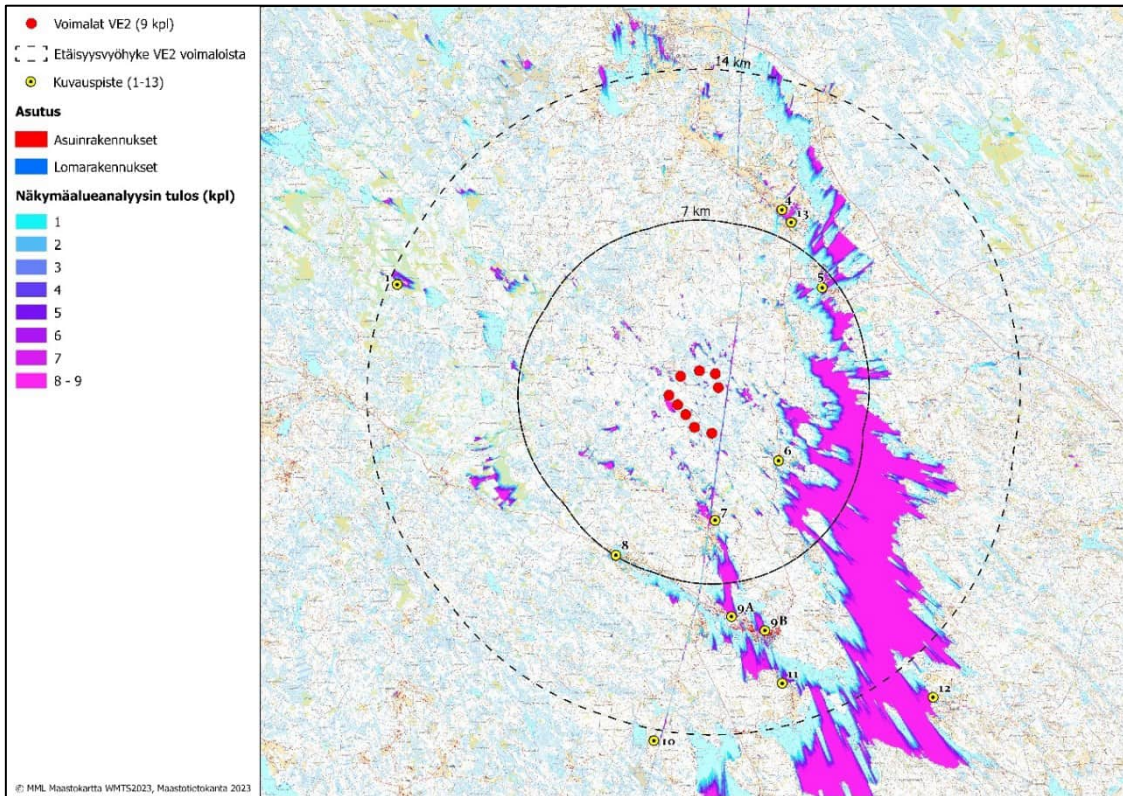 Voimalat VE2 (9 kpl)
Etäisyysvyöhyke VE2 voimaloista
Kuvauspiste (1-13)
Asutus
Asuinrakennukset
Lomarakennukset
Näkymäalueanalyysin tulos (kpl)
1
2
3
4
5
6
7
8 - 9
14 km
4
13
7 km
1
5
6
7
8
9A
9B
11
12
10
© MML Maastokartta WMTS2023, Maastotietokanta 2023